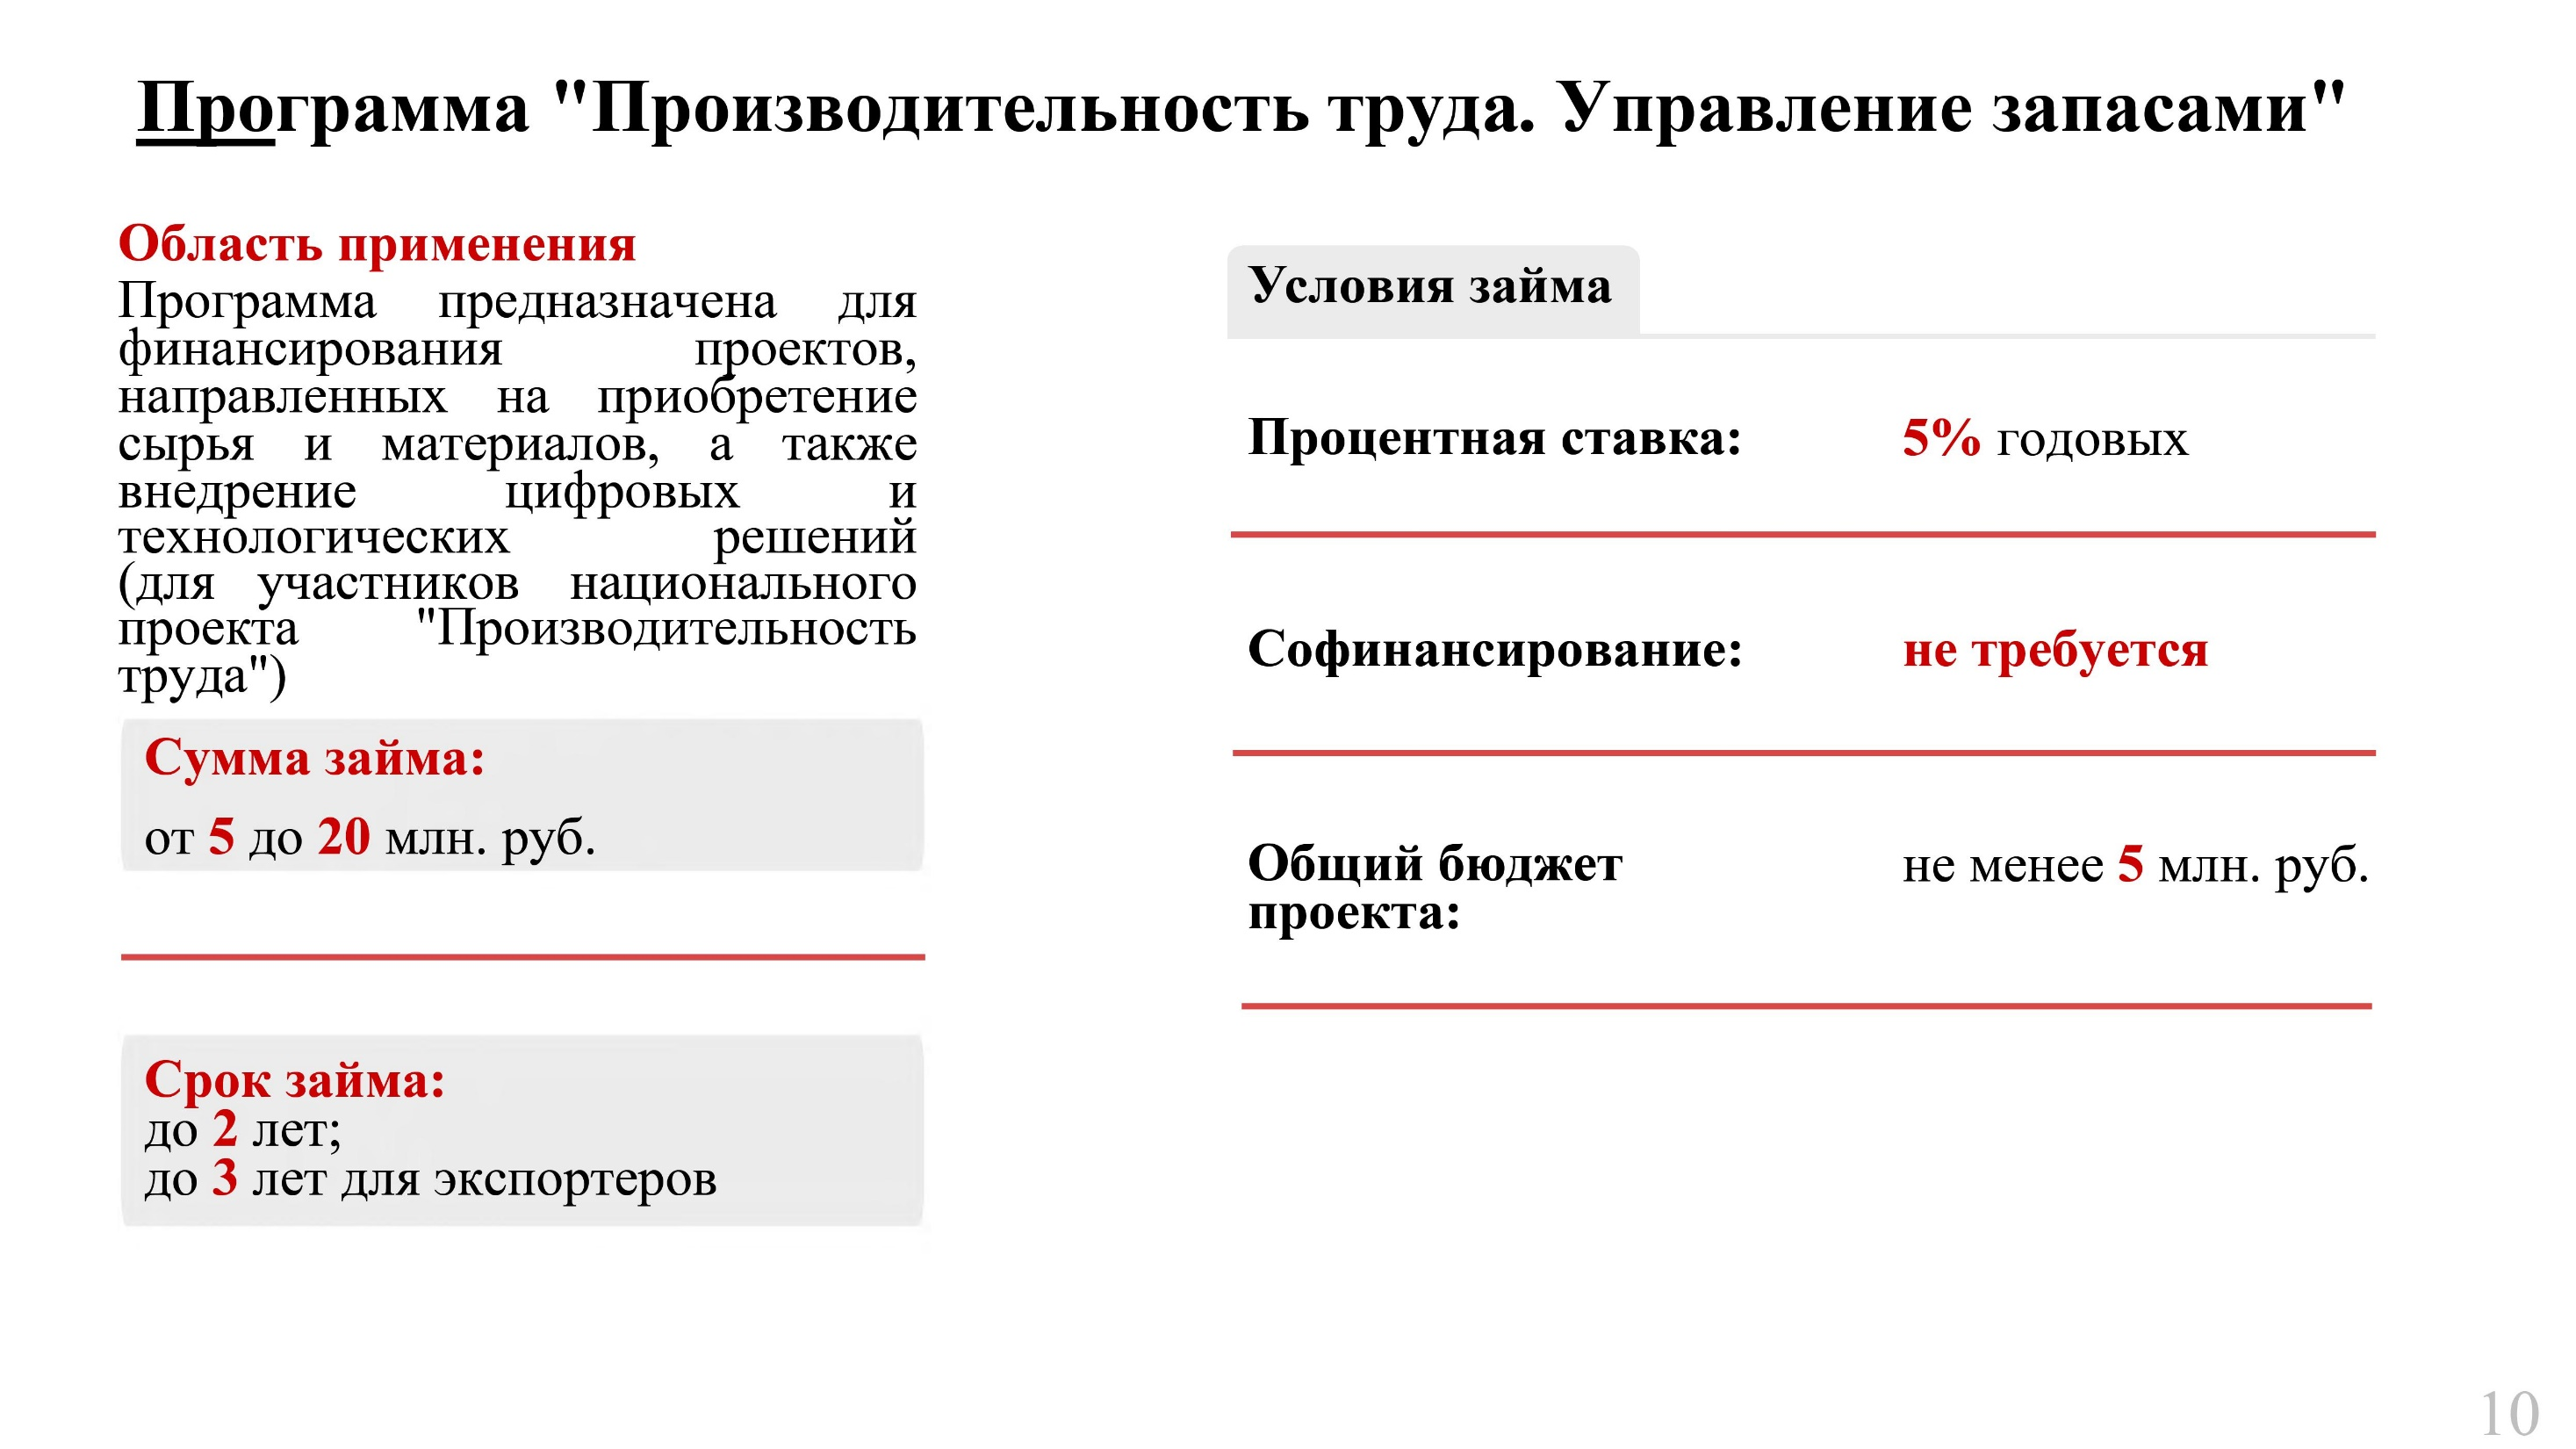 Программа "Производительность труда. Управление запасами"
Область применения
Программа предназначена для
финансирования проектов,
направленных на приобретение
сырья и материалов, а также
внедрение цифровых и
технологических решений
(для участников национального
проекта "Производительность
труда")
Сумма займа:
от 5 до 20 млн. руб.
Срок займа:
до 2 лет;
до 3 лет для экспортеров
Условия займа
Процентная ставка: 5% годовых
Софинансирование: не требуется
Общий бюджет не менее 5 млн. руб.
проекта:
10